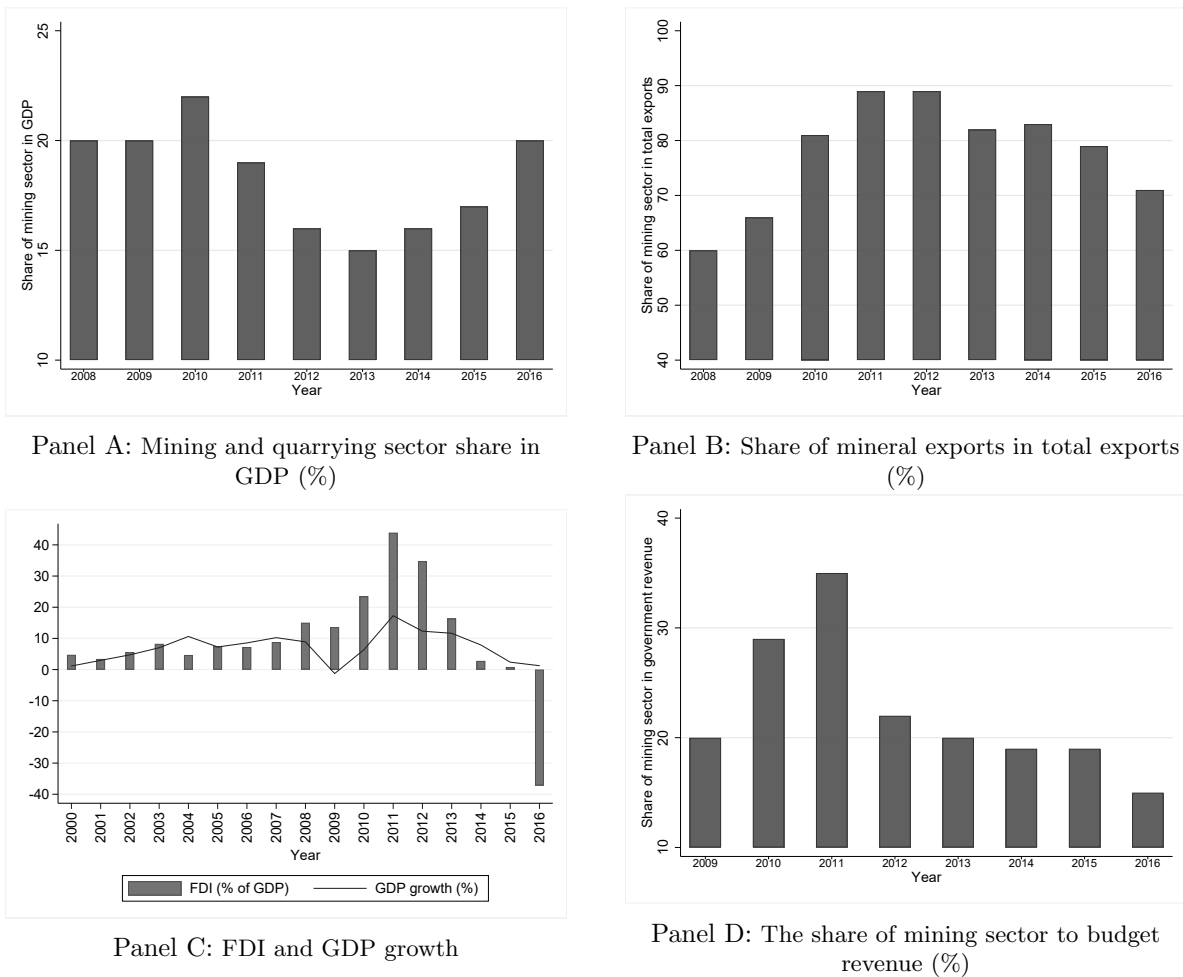 Share of mining sector in GDP
25
20
15
10
2008 2009 2010 2011 2012 2013 2014 2015 2016
Year
Panel A: Mining and quarrying sector share in
GDP (%)
Share of mining sector in total exports
100
90
80
70
60
50
40
2008 2009 2010 2011 2012 2013 2014 2015 2016
Year
Panel B: Share of mineral exports in total exports
(%)
40
30
20
10
0
-10
-20
-30
-40
2000 2001 2002 2003 2004 2005 2006 2007 2008 2009 2010 2011 2012 2013 2014 2015 2016
Year
FDI (% of GDP) GDP growth (%)
Panel C: FDI and GDP growth
Share of mining sector in government revenue
40
30
20
10
2009 2010 2011 2012 2013 2014 2015 2016
Year
Panel D: The share of mining sector to budget
revenue (%)